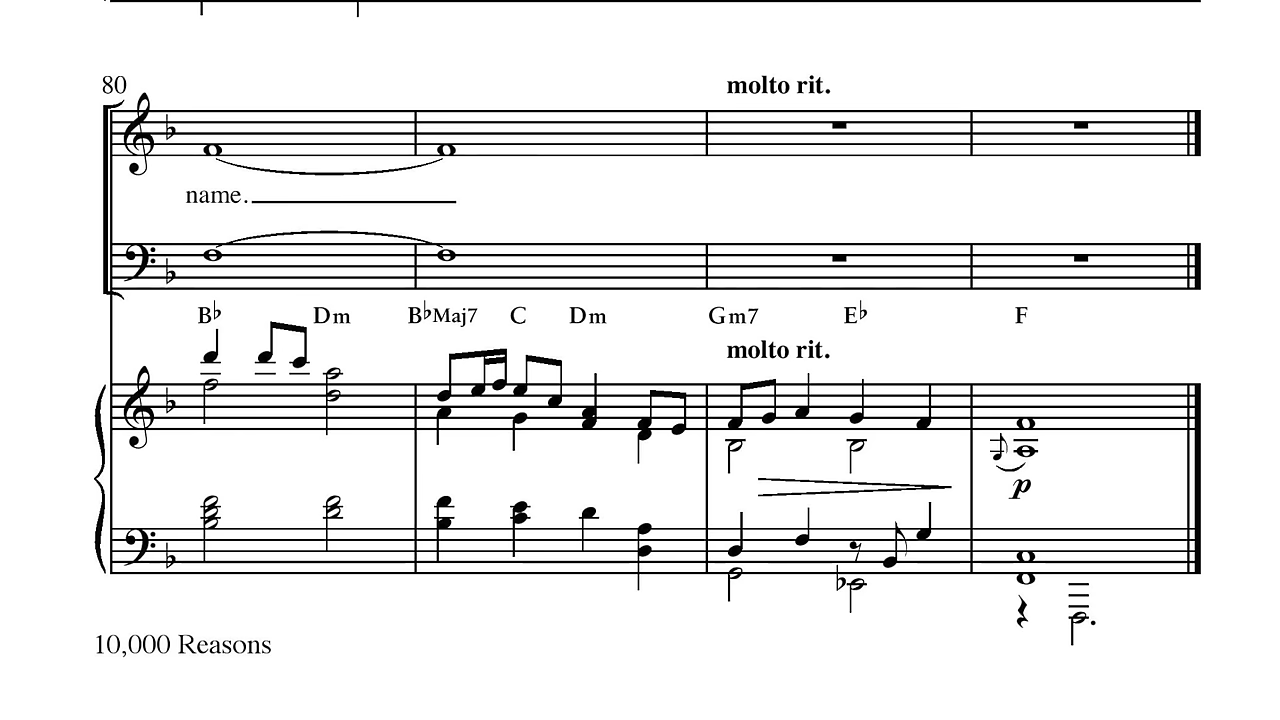 80
molto rit.
name.
B♭ Dm B♭Maj7 C Dm Gm7 E♭ F
molto rit.
p
10,000 Reasons